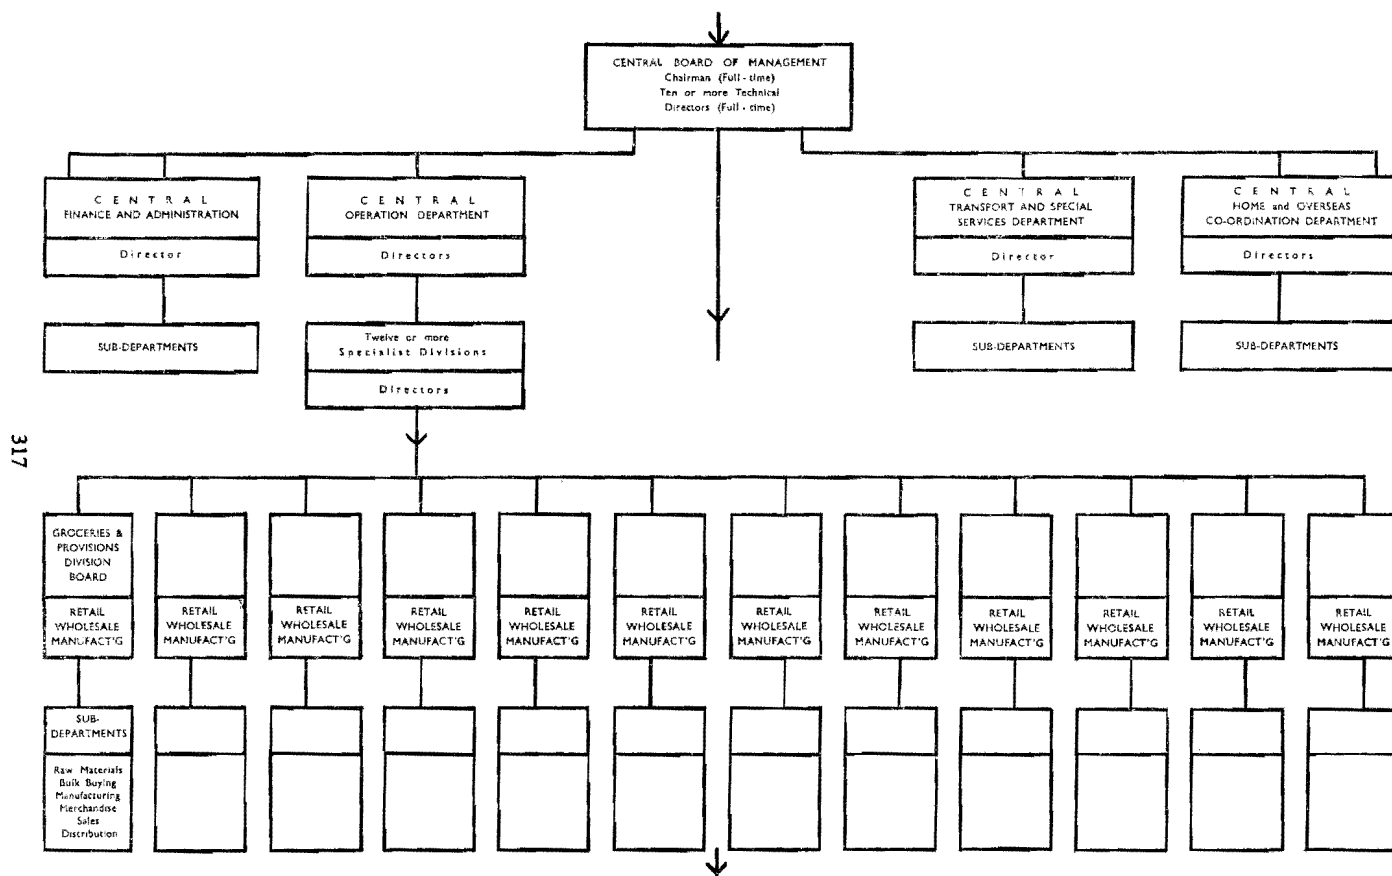 CENTRAL BOARD OF MANAGEMENT
Chairman (Full-time)
Ten or more Technical
Directors (Full-time)
CENTRAL
FINANCE AND ADMINISTRATION
Director
SUB-DEPARTMENTS
CENTRAL
OPERATION DEPARTMENT
Directors
Twelve or more
Specialist Divisions
Directors
CENTRAL
TRANSPORT AND SPECIAL
SERVICES DEPARTMENT
Director
SUB-DEPARTMENTS
CENTRAL
HOME and OVERSEAS
CO-ORDINATION DEPARTMENT
Directors
SUB-DEPARTMENTS
317
GROCERIES &
PROVISIONS
DIVISION
BOARD
RETAIL
WHOLESALE
MANUFACT'G
SUB-
DEPARTMENTS
Raw Materials
Bulk Buying
Manufacturing
Merchandise
Sales
Distribution
RETAIL
WHOLESALE
MANUFACT'G
RETAIL
WHOLESALE
MANUFACT'G
RETAIL
WHOLESALE
MANUFACT'G
RETAIL
WHOLESALE
MANUFACT'G
RETAIL
WHOLESALE
MANUFACT'G
RETAIL
WHOLESALE
MANUFACT'G
RETAIL
WHOLESALE
MANUFACT'G
RETAIL
WHOLESALE
MANUFACT'G
RETAIL
WHOLESALE
MANUFACT'G
RETAIL
WHOLESALE
MANUFACT'G
RETAIL
WHOLESALE
MANUFACT'G